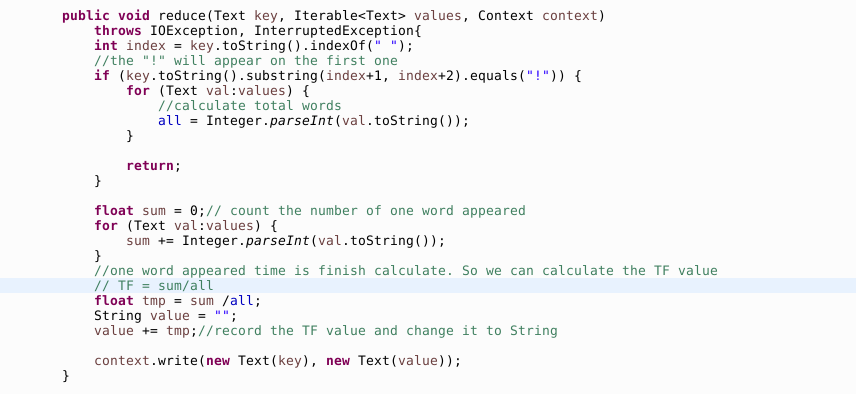 public void reduce(Text key, Iterable<Text> values, Context context)
throws IOException, InterruptedException{
int index = key.toString().indexOf(" ");
//the "!" will appear on the first one
if (key.toString().substring(index+1, index+2).equals("!")) {
for (Text val:values) {
//calculate total words
all = Integer.parseInt(val.toString());
}
return;
}
float sum = 0;// count the number of one word appeared
for (Text val:values) {
sum += Integer.parseInt(val.toString());
}
//one word appeared time is finish calculate. So we can calculate the TF value
// TF = sum/all
float tmp = sum /all;
String value = "";
value += tmp;//record the TF value and change it to String
context.write(new Text(key), new Text(value));
}